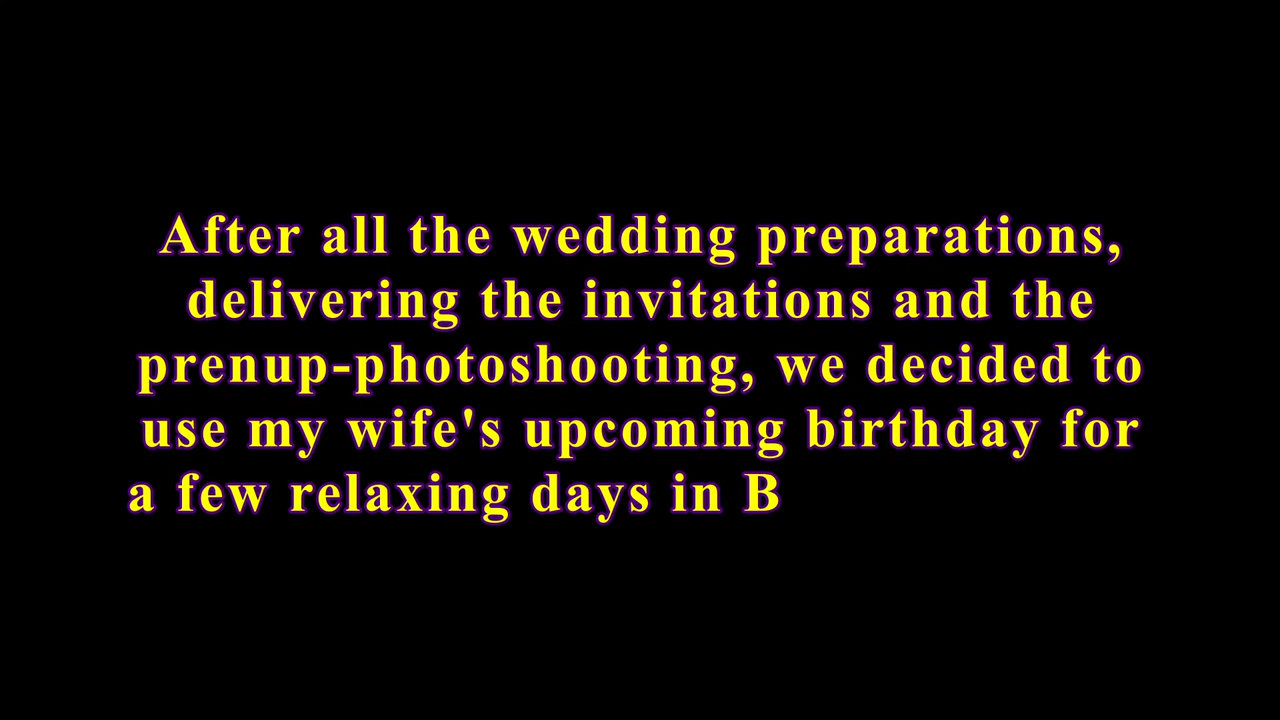 After all the wedding preparations,
delivering the invitations and the
prenup-photoshooting, we decided to
use my wife's upcoming birthday for
a few relaxing days in B